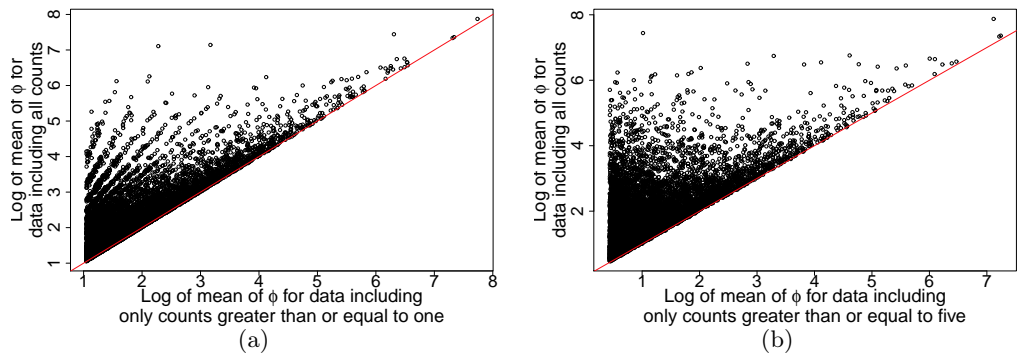 8
7
6
5
4
3
2
1
Log of mean of ϕ for
data including all counts
1 2 3 4 5 6 7 8
Log of mean of ϕ for data including
only counts greater than or equal to one
(a)
8
6
4
2
Log of mean of ϕ for
data including all counts
1 2 3 4 5 6 7
Log of mean of ϕ for data including
only counts greater than or equal to five
(b)